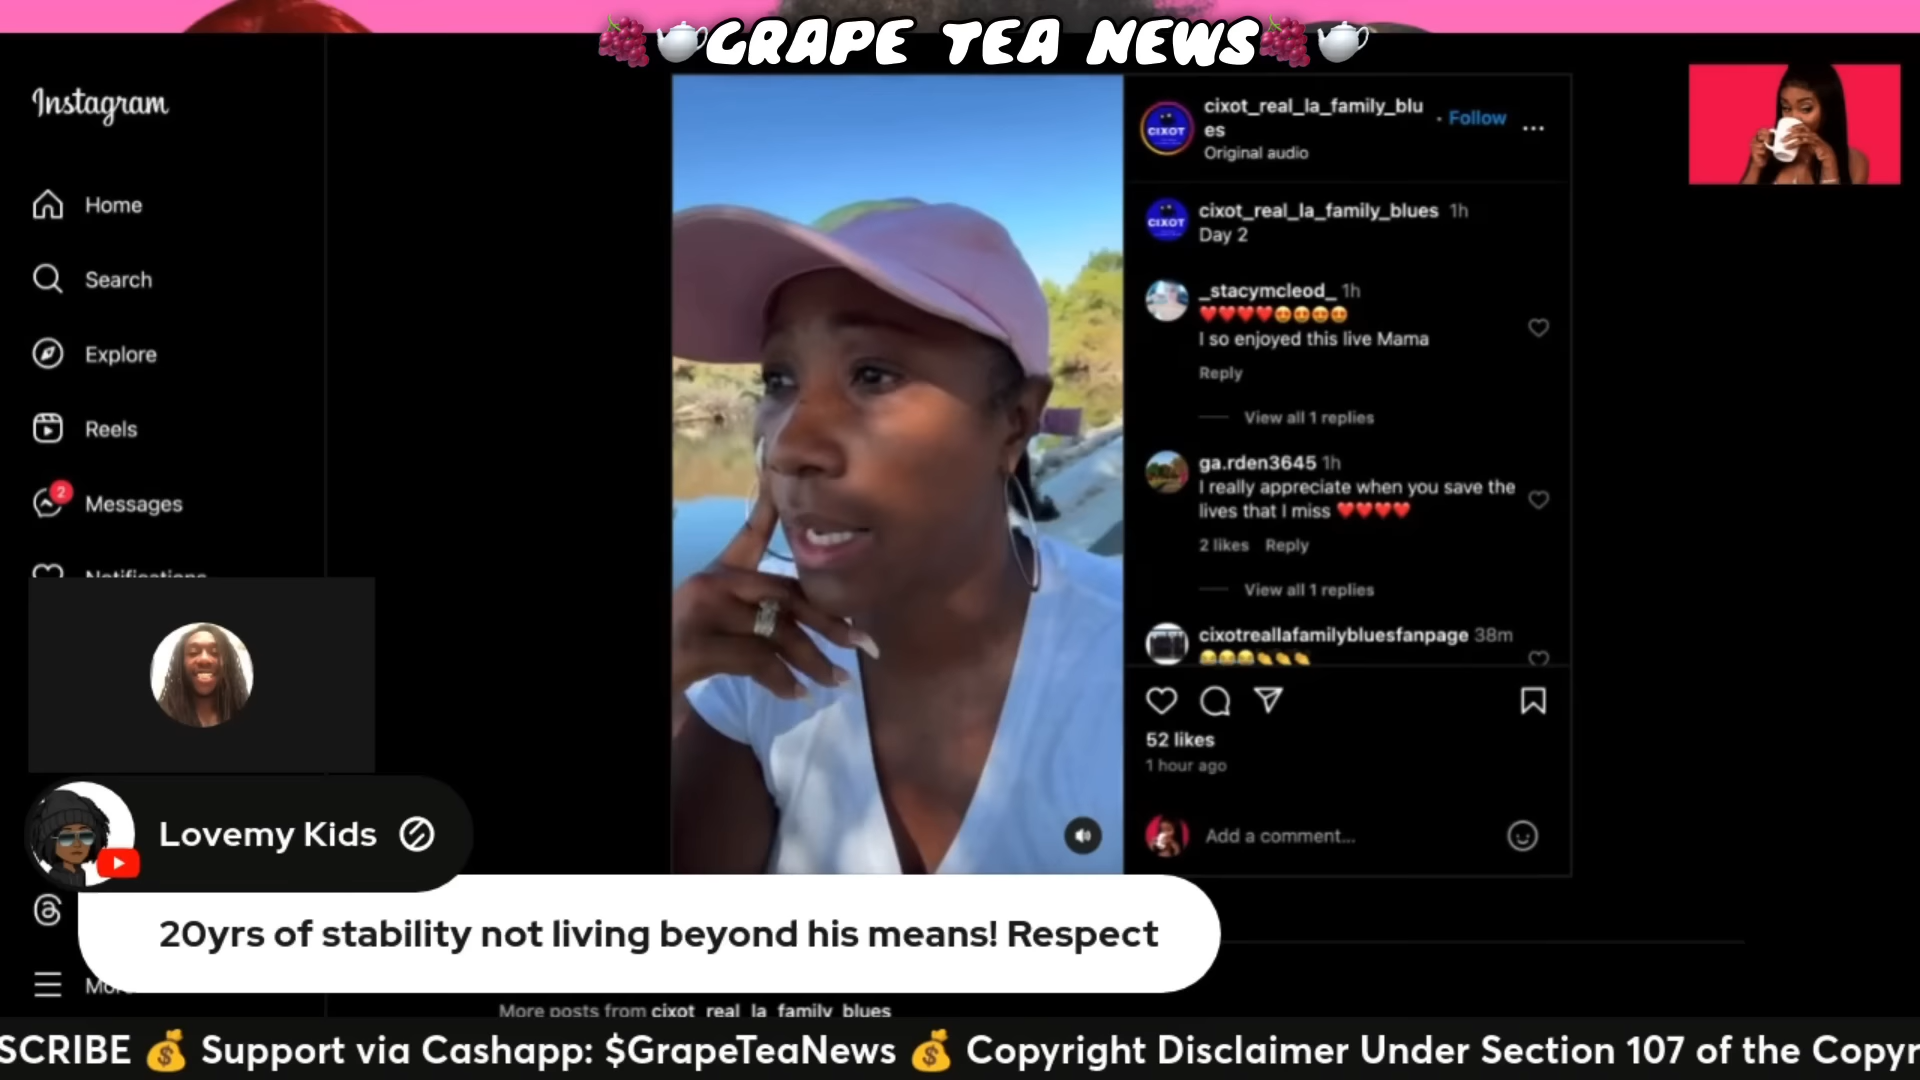 GRAPE TEA NEWS
Instagram
Home
Search
Explore
Reels
2
Messages
Notifications
More
CIXOT
cixot_real_la_family_blu
es
• Follow
Original audio
CIXOT
cixot_real_la_family_blues 1h
Day 2
_stacymcleod_ 1h
❤️❤️❤️❤️😍😍😍😍
I so enjoyed this live Mama
Reply
View all 1 replies
ga.rden3645 1h
I really appreciate when you save the
lives that I miss ❤️❤️❤️❤️
2 likes Reply
View all 1 replies
cixotreallafamilybluesfanpage 38m
😂😂😂👏👏👏
52 likes
1 hour ago
Add a comment...
Lovemy Kids
20yrs of stability not living beyond his means! Respect
More posts from cixot_real_la_family_blues
SCRIBE 💰 Support via Cashapp: $GrapeTeaNews 💰 Copyright Disclaimer Under Section 107 of the Copyr